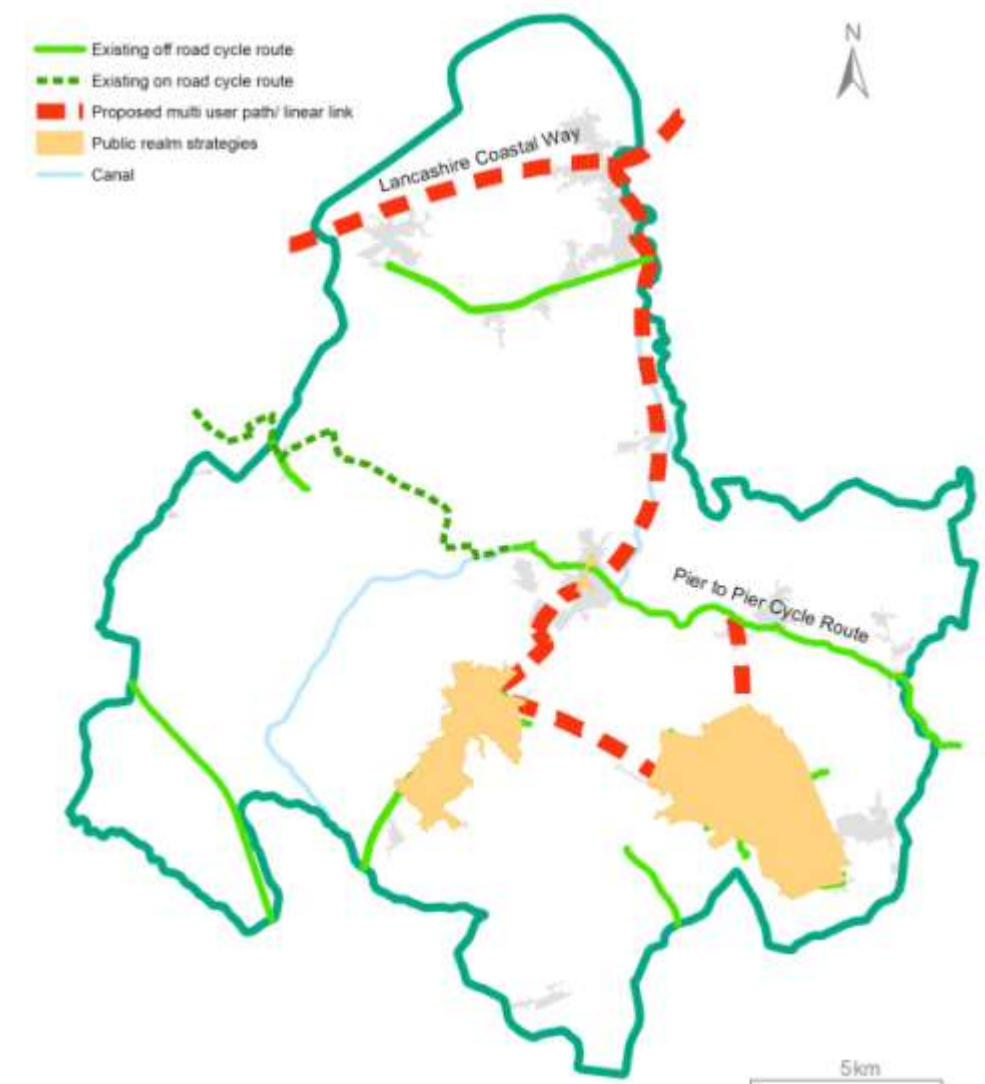 N
Existing off road cycle route
Existing on road cycle route
Proposed multi user path/ linear link
Public realm strategies
Canal
Lancashire Coastal Way
Pier to Pier Cycle Route
5km